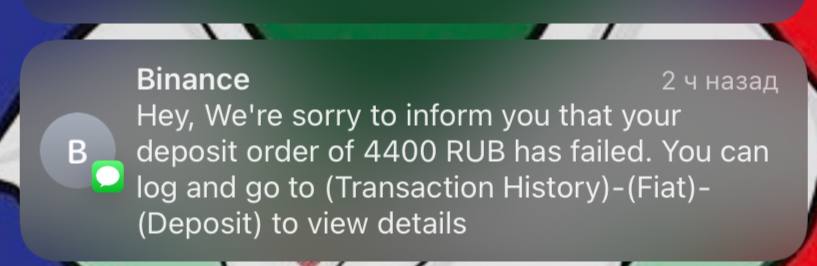 Binance
2 ч назад
Hey, We're sorry to inform you that your
deposit order of 4400 RUB has failed. You can
log and go to (Transaction History)-(Fiat)-
(Deposit) to view details
B